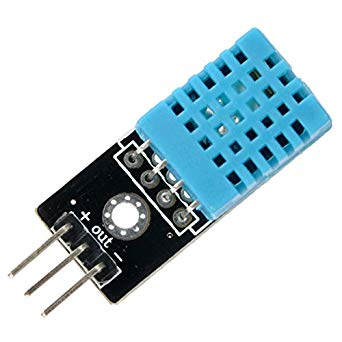 + out -